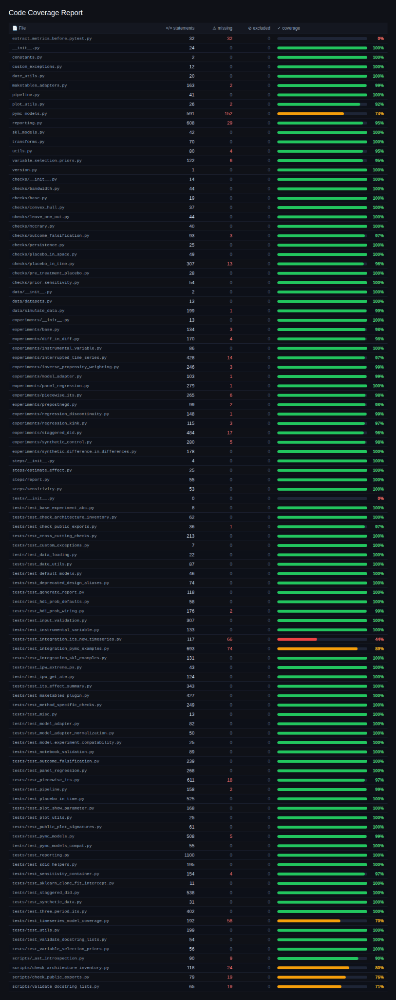 Code Coverage Report
📄 File </> statements ⚠ missing ⊘ excluded ✓ coverage
extract_metrics_before_pytest.py 32 32 0 0%
__init__.py 24 0 0 100%
constants.py 2 0 0 100%
custom_exceptions.py 12 0 0 100%
date_utils.py 20 0 0 100%
maketables_adapters.py 163 2 0 99%
pipeline.py 41 0 0 100%
plot_utils.py 26 2 0 92%
pymc_models.py 591 152 0 74%
reporting.py 608 29 0 95%
skl_models.py 42 0 0 100%
transforms.py 70 0 0 100%
utils.py 80 4 0 95%
variable_selection_priors.py 122 6 0 95%
version.py 1 0 0 100%
checks/__init__.py 14 0 0 100%
checks/bandwidth.py 44 0 0 100%
checks/base.py 19 0 0 100%
checks/convex_hull.py 37 0 0 100%
checks/leave_one_out.py 44 0 0 100%
checks/mccrary.py 40 0 0 100%
checks/outcome_falsification.py 93 3 0 97%
checks/persistence.py 25 0 0 100%
checks/placebo_in_space.py 49 0 0 100%
checks/placebo_in_time.py 307 13 0 96%
checks/pre_treatment_placebo.py 28 0 0 100%
checks/prior_sensitivity.py 54 0 0 100%
data/__init__.py 2 0 0 100%
data/datasets.py 13 0 0 100%
data/simulate_data.py 199 1 0 99%
experiments/__init__.py 13 0 0 100%
experiments/base.py 134 3 0 98%
experiments/diff_in_diff.py 170 4 0 98%
experiments/instrumental_variable.py 86 0 0 100%
experiments/interrupted_time_series.py 428 14 0 97%
experiments/inverse_propensity_weighting.py 246 3 0 99%
experiments/model_adapter.py 103 1 0 99%
experiments/panel_regression.py 279 1 0 100%
experiments/piecewise_its.py 265 6 0 98%
experiments/prepostnegd.py 99 2 0 98%
experiments/regression_discontinuity.py 148 1 0 99%
experiments/regression_kink.py 115 3 0 97%
experiments/staggered_did.py 484 17 0 96%
experiments/synthetic_control.py 280 5 0 98%
experiments/synthetic_difference_in_differences.py 178 0 0 100%
steps/__init__.py 4 0 0 100%
steps/estimate_effect.py 25 0 0 100%
steps/report.py 55 0 0 100%
steps/sensitivity.py 53 0 0 100%
tests/__init__.py 0 0 0 0%
tests/test_base_experiment_abc.py 8 0 0 100%
tests/test_check_architecture_inventory.py 62 0 0 100%
tests/test_check_public_exports.py 36 1 0 97%
tests/test_cross_cutting_checks.py 213 0 0 100%
tests/test_custom_exceptions.py 7 0 0 100%
tests/test_data_loading.py 22 0 0 100%
tests/test_date_utils.py 87 0 0 100%
tests/test_default_models.py 46 0 0 100%
tests/test_deprecated_design_aliases.py 74 0 0 100%
tests/test_generate_report.py 118 0 0 100%
tests/test_hdi_prob_defaults.py 58 0 0 100%
tests/test_hdi_prob_wiring.py 176 2 0 99%
tests/test_input_validation.py 307 0 0 100%
tests/test_instrumental_variable.py 133 0 0 100%
tests/test_integration_its_new_timeseries.py 117 66 0 44%
tests/test_integration_pymc_examples.py 693 74 0 89%
tests/test_integration_skl_examples.py 131 0 0 100%
tests/test_ipw_extreme_ps.py 43 0 0 100%
tests/test_ipw_get_ate.py 124 0 0 100%
tests/test_its_effect_summary.py 343 0 0 100%
tests/test_maketables_plugin.py 427 0 0 100%
tests/test_method_specific_checks.py 249 0 0 100%
tests/test_misc.py 13 0 0 100%
tests/test_model_adapter.py 82 0 0 100%
tests/test_model_adapter_normalization.py 50 0 0 100%
tests/test_model_experiment_compatability.py 25 0 0 100%
tests/test_notebook_validation.py 89 0 0 100%
tests/test_outcome_falsification.py 239 0 0 100%
tests/test_panel_regression.py 268 0 0 100%
tests/test_piecewise_its.py 611 18 0 97%
tests/test_pipeline.py 158 2 0 99%
tests/test_placebo_in_time.py 525 0 0 100%
tests/test_plot_show_parameter.py 168 0 0 100%
tests/test_plot_utils.py 25 0 0 100%
tests/test_public_plot_signatures.py 61 0 0 100%
tests/test_pymc_models.py 508 5 0 99%
tests/test_pymc_models_compat.py 55 0 0 100%
tests/test_reporting.py 1100 0 0 100%
tests/test_sdid_helpers.py 195 0 0 100%
tests/test_sensitivity_container.py 154 4 0 97%
tests/test_sklearn_clone_fit_intercept.py 11 0 0 100%
tests/test_staggered_did.py 538 0 0 100%
tests/test_synthetic_data.py 31 0 0 100%
tests/test_three_period_its.py 402 0 0 100%
tests/test_timeseries_model_coverage.py 192 58 0 70%
tests/test_utils.py 199 0 0 100%
tests/test_validate_docstring_lists.py 54 0 0 100%
tests/test_variable_selection_priors.py 56 0 0 100%
scripts/_ast_introspection.py 90 9 0 90%
scripts/check_architecture_inventory.py 118 24 0 80%
scripts/check_public_exports.py 79 19 0 76%
scripts/validate_docstring_lists.py 65 19 0 71%